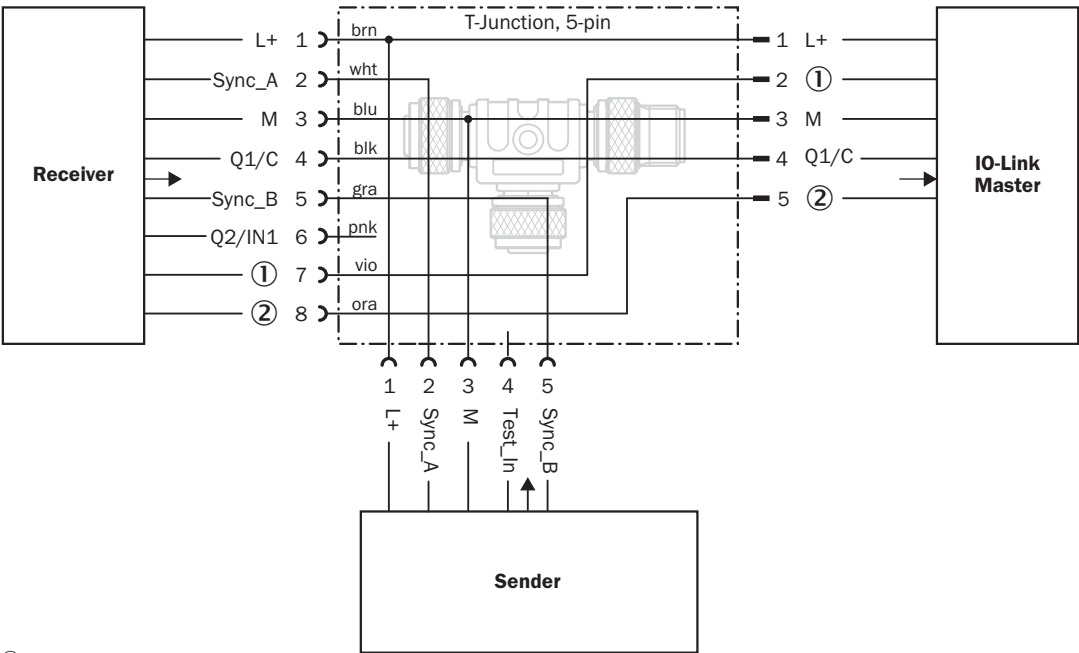 T-Junction, 5-pin
L+ 1 brn 1 L+
Sync_A 2 wht 2 ①
M 3 blu 3 M
Q1/C 4 blk 4 Q1/C
Receiver
IO-Link
Master
Sync_B 5 gra 5 ②
Q2/IN1 6 pnk
① 7 vio
② 8 ora
1 2 3 4 5
L+ Sync_A M Test_In Sync_B
Sender